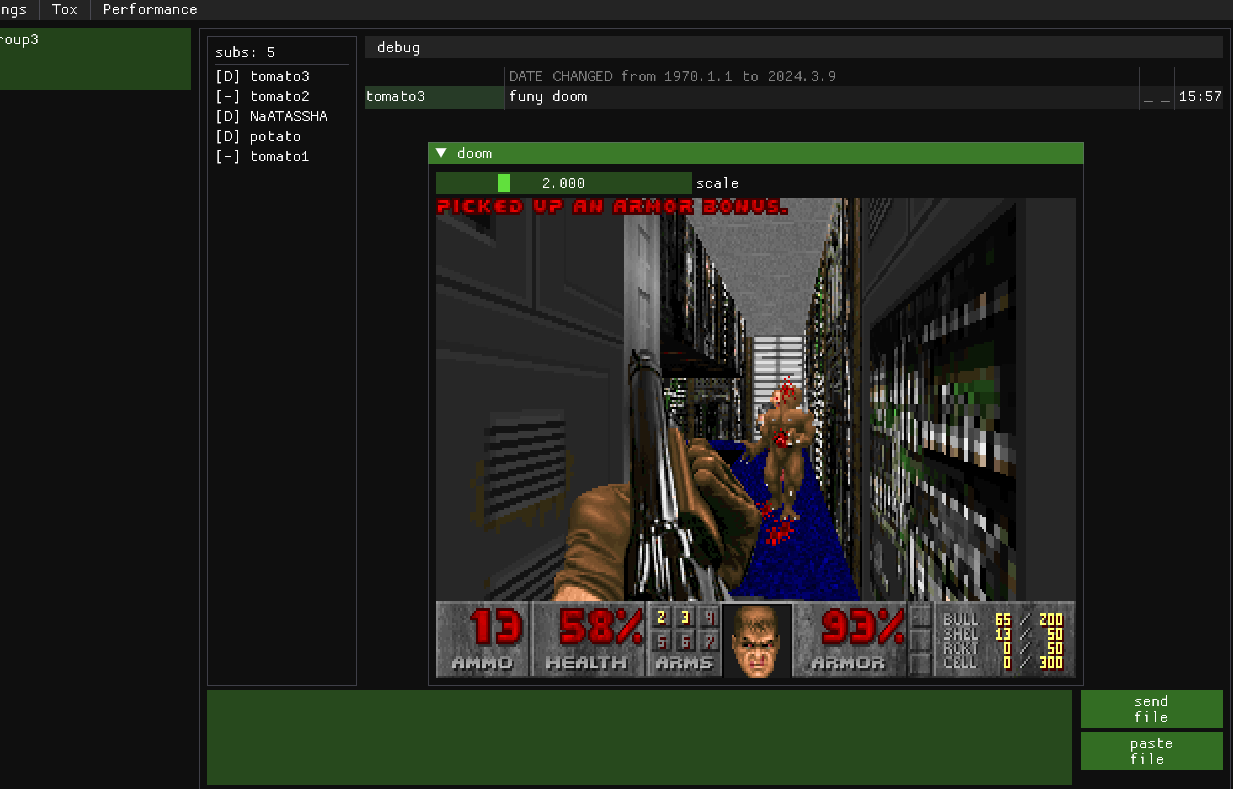 ngs Tox Performance
roup3
subs: 5
[D] tomato3
[-] tomato2
[D] NaATASSHA
[D] potato
[-] tomato1
debug
DATE CHANGED from 1970.1.1 to 2024.3.9
tomato3 funy doom _ _ 15:57
▼ doom
2.000 scale
PICKED UP AN ARMOR BONUS.
13 58% 2 3 4 93%
5 6 7
AMMO HEALTH ARMS ARMOR
BULL 65 / 200
SHEL 13 / 50
RCKT 0 / 50
CELL 0 / 300
send
file
paste
file